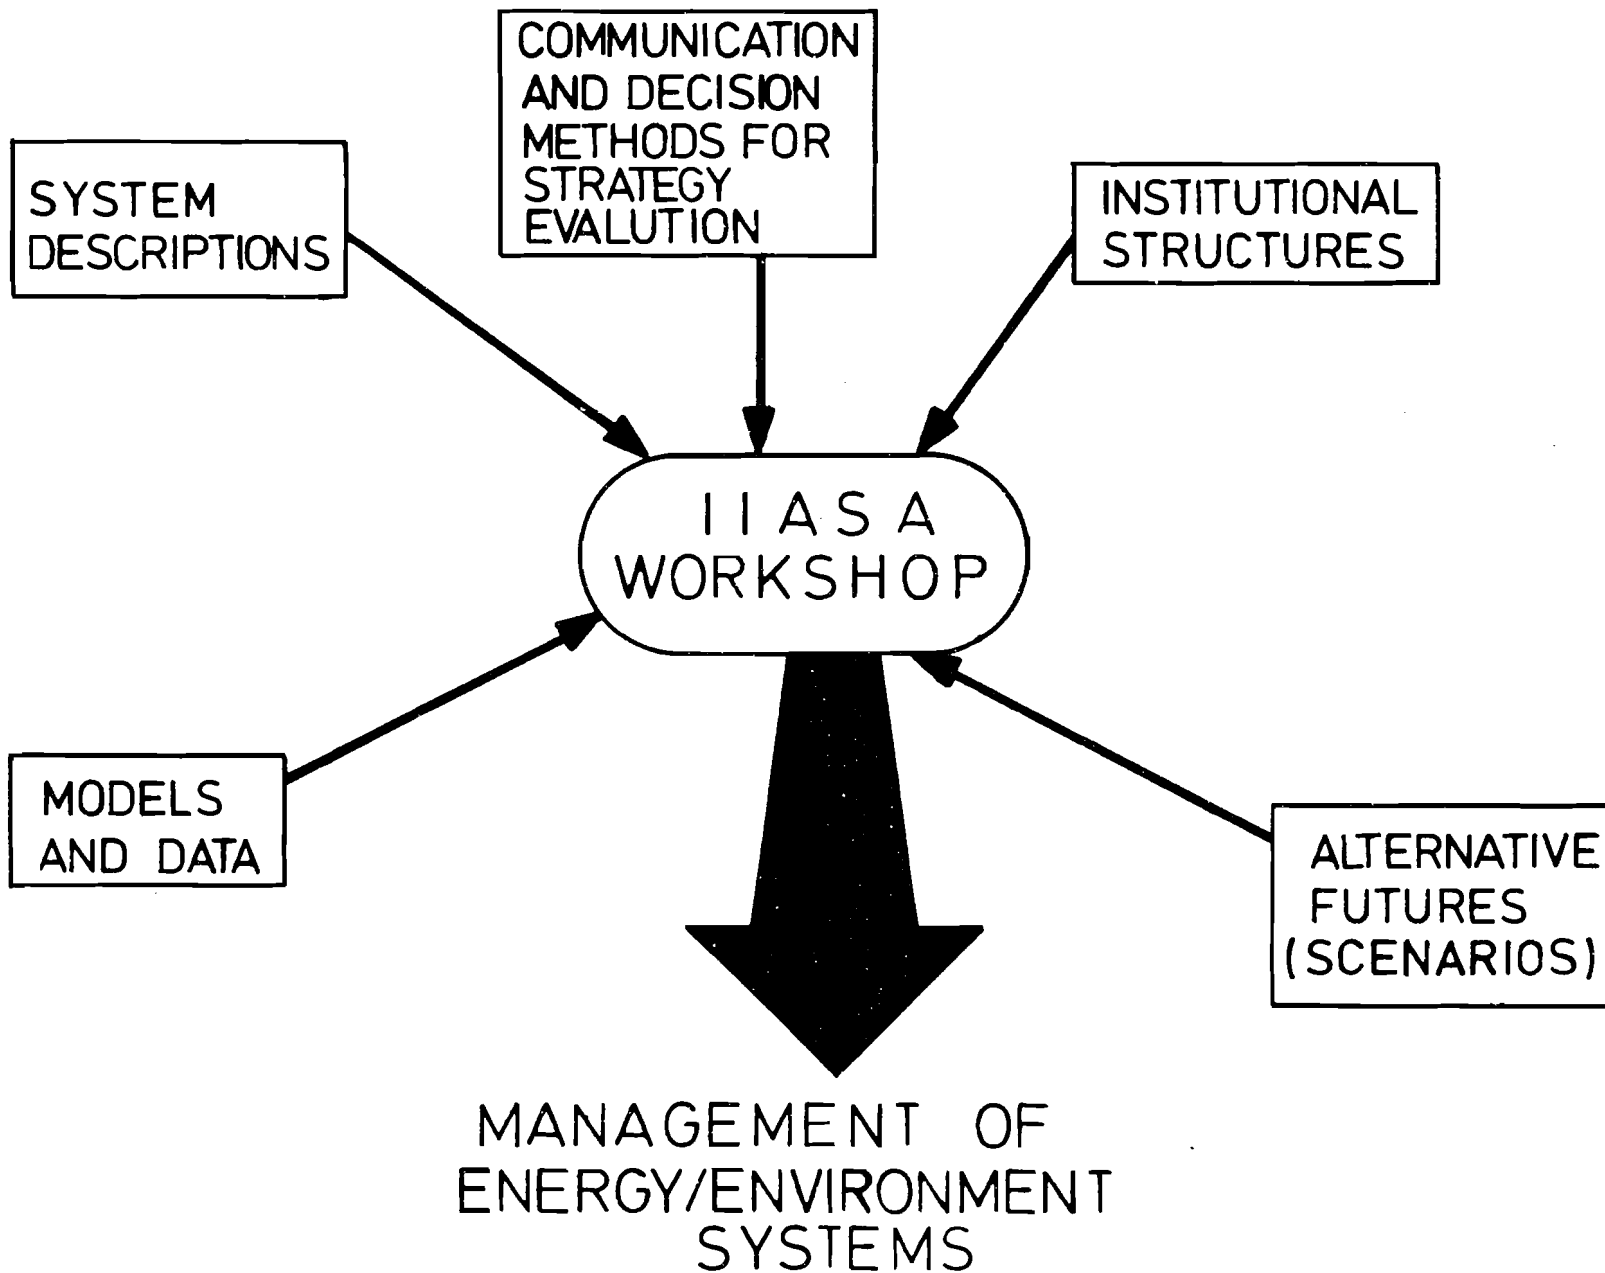 COMMUNICATION
AND DECISION
METHODS FOR
STRATEGY
EVALUTION
SYSTEM
DESCRIPTIONS
INSTITUTIONAL
STRUCTURES
IIASA
WORKSHOP
MODELS
AND DATA
ALTERNATIVE
FUTURES
(SCENARIOS)
MANAGEMENT OF
ENERGY/ENVIRONMENT
SYSTEMS